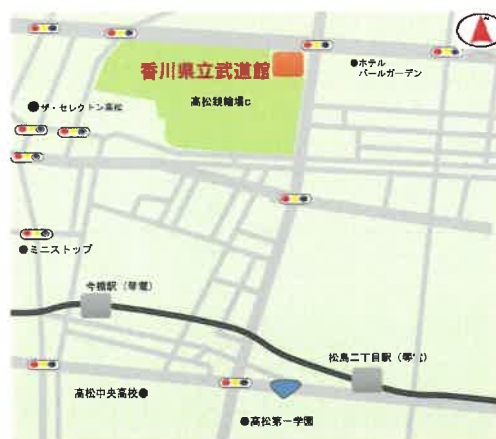 香川県立武道館
●ホテル
パールガーデン
●ザ・セレクトン高松
高松競輪場c
●ミニストップ
今橋駅（琴電）
松島二丁目駅（琴電）
高松中央高校●
●高松第一学園